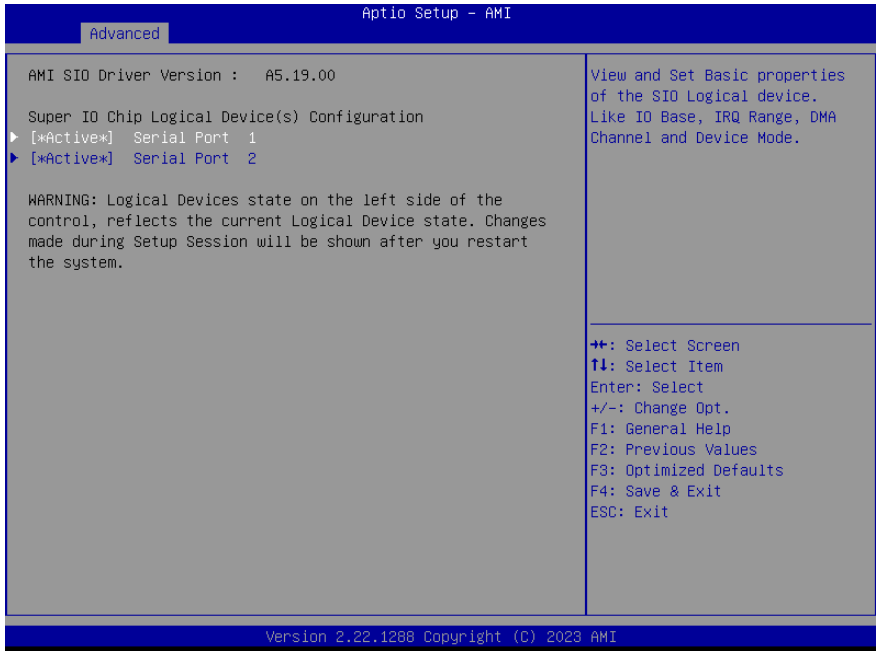 Aptio Setup – AMI
Advanced
AMI SIO Driver Version :   A5.19.00
Super IO Chip Logical Device(s) Configuration
[*Active*]  Serial Port  1
[*Active*]  Serial Port  2
WARNING: Logical Devices state on the left side of the
control, reflects the current Logical Device state. Changes
made during Setup Session will be shown after you restart
the system.
View and Set Basic properties
of the SIO Logical device.
Like IO Base, IRQ Range, DMA
Channel and Device Mode.
→←: Select Screen
↑↓: Select Item
Enter: Select
+/-: Change Opt.
F1: General Help
F2: Previous Values
F3: Optimized Defaults
F4: Save & Exit
ESC: Exit
Version 2.22.1288 Copyright (C) 2023 AMI